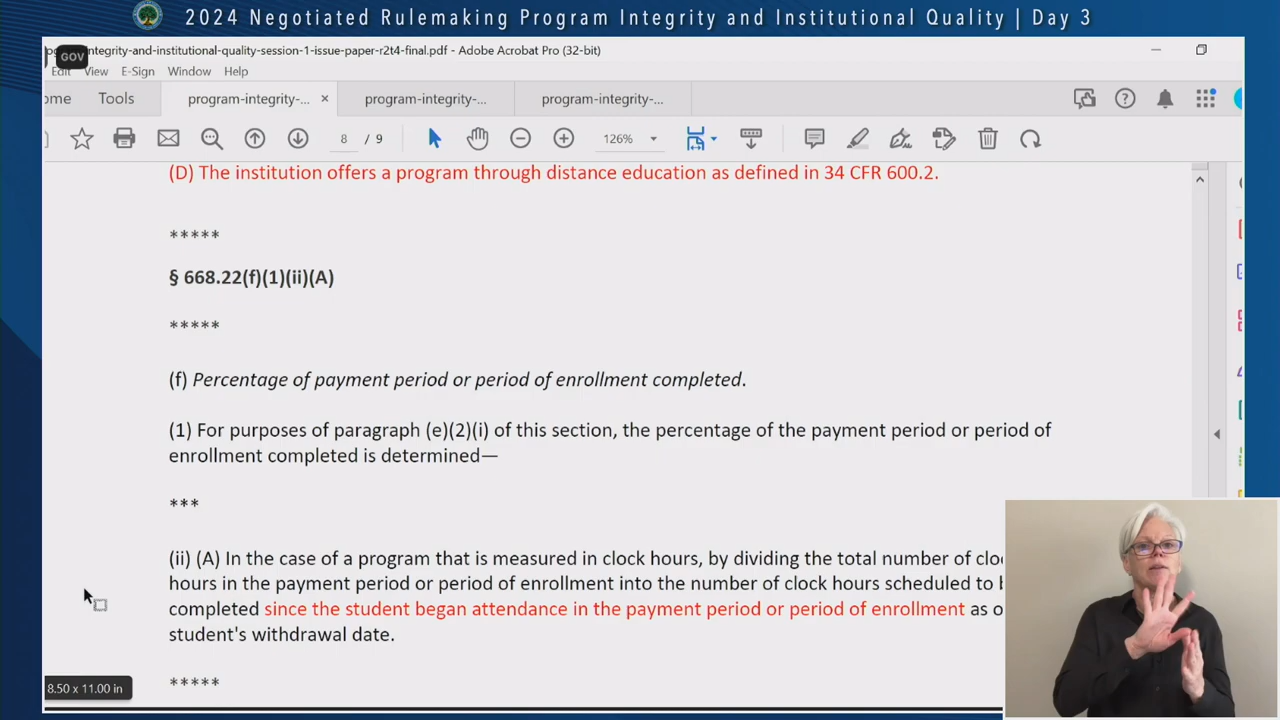 2024 Negotiated Rulemaking Program Integrity and Institutional Quality | Day 3
GOV
ntegrity-and-institutional-quality-session-1-issue-paper-r2t4-final.pdf - Adobe Acrobat Pro (32-bit)
Edit View E-Sign Window Help
ome Tools program-integrity-... × program-integrity-... program-integrity-...
8 / 9 126%
(D) The institution offers a program through distance education as defined in 34 CFR 600.2.
*****
§ 668.22(f)(1)(ii)(A)
*****
(f) Percentage of payment period or period of enrollment completed.
(1) For purposes of paragraph (e)(2)(i) of this section, the percentage of the payment period or period of
enrollment completed is determined—
***
(ii) (A) In the case of a program that is measured in clock hours, by dividing the total number of clo
hours in the payment period or period of enrollment into the number of clock hours scheduled to b
completed since the student began attendance in the payment period or period of enrollment as o
student's withdrawal date.
8.50 x 11.00 in
*****